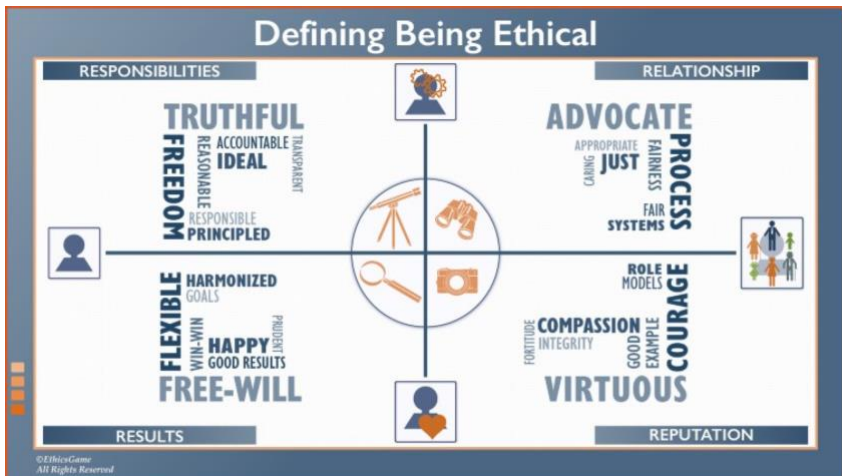 Defining Being Ethical
RESPONSIBILITIES
RELATIONSHIP
TRUTHFUL
FREEDOM
REASONABLE
ACCOUNTABLE
IDEAL
TRANSPARENT
RESPONSIBLE
PRINCIPLED
ADVOCATE
APPROPRIATE
CARING
JUST
FAIRNESS
PROCESS
FAIR
SYSTEMS
FLEXIBLE
HARMONIZED
GOALS
WIN-WIN
HAPPY
PRUDENT
GOOD RESULTS
FREE-WILL
ROLE
MODELS
COURAGE
FORTITUDE
COMPASSION
INTEGRITY
GOOD
EXAMPLE
VIRTUOUS
RESULTS
REPUTATION
©EthicsGame
All Rights Reserved